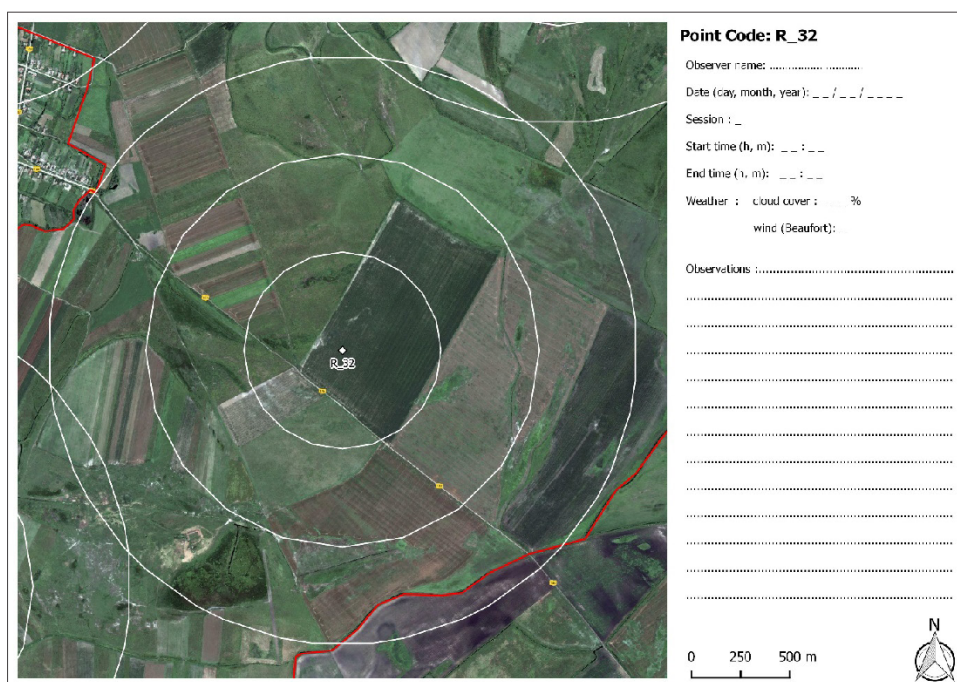 Point Code: R_32
Observer name: ..............................
Date (day, month, year): _ _ / _ _ / _ _ _ _
Session : _
Start time (h, m): _ _ : _ _
End time (h, m): _ _ : _ _
Weather : cloud cover : _ _ _ %
wind (Beaufort): _
Observations :..............................
R_32
N
0 250 500 m